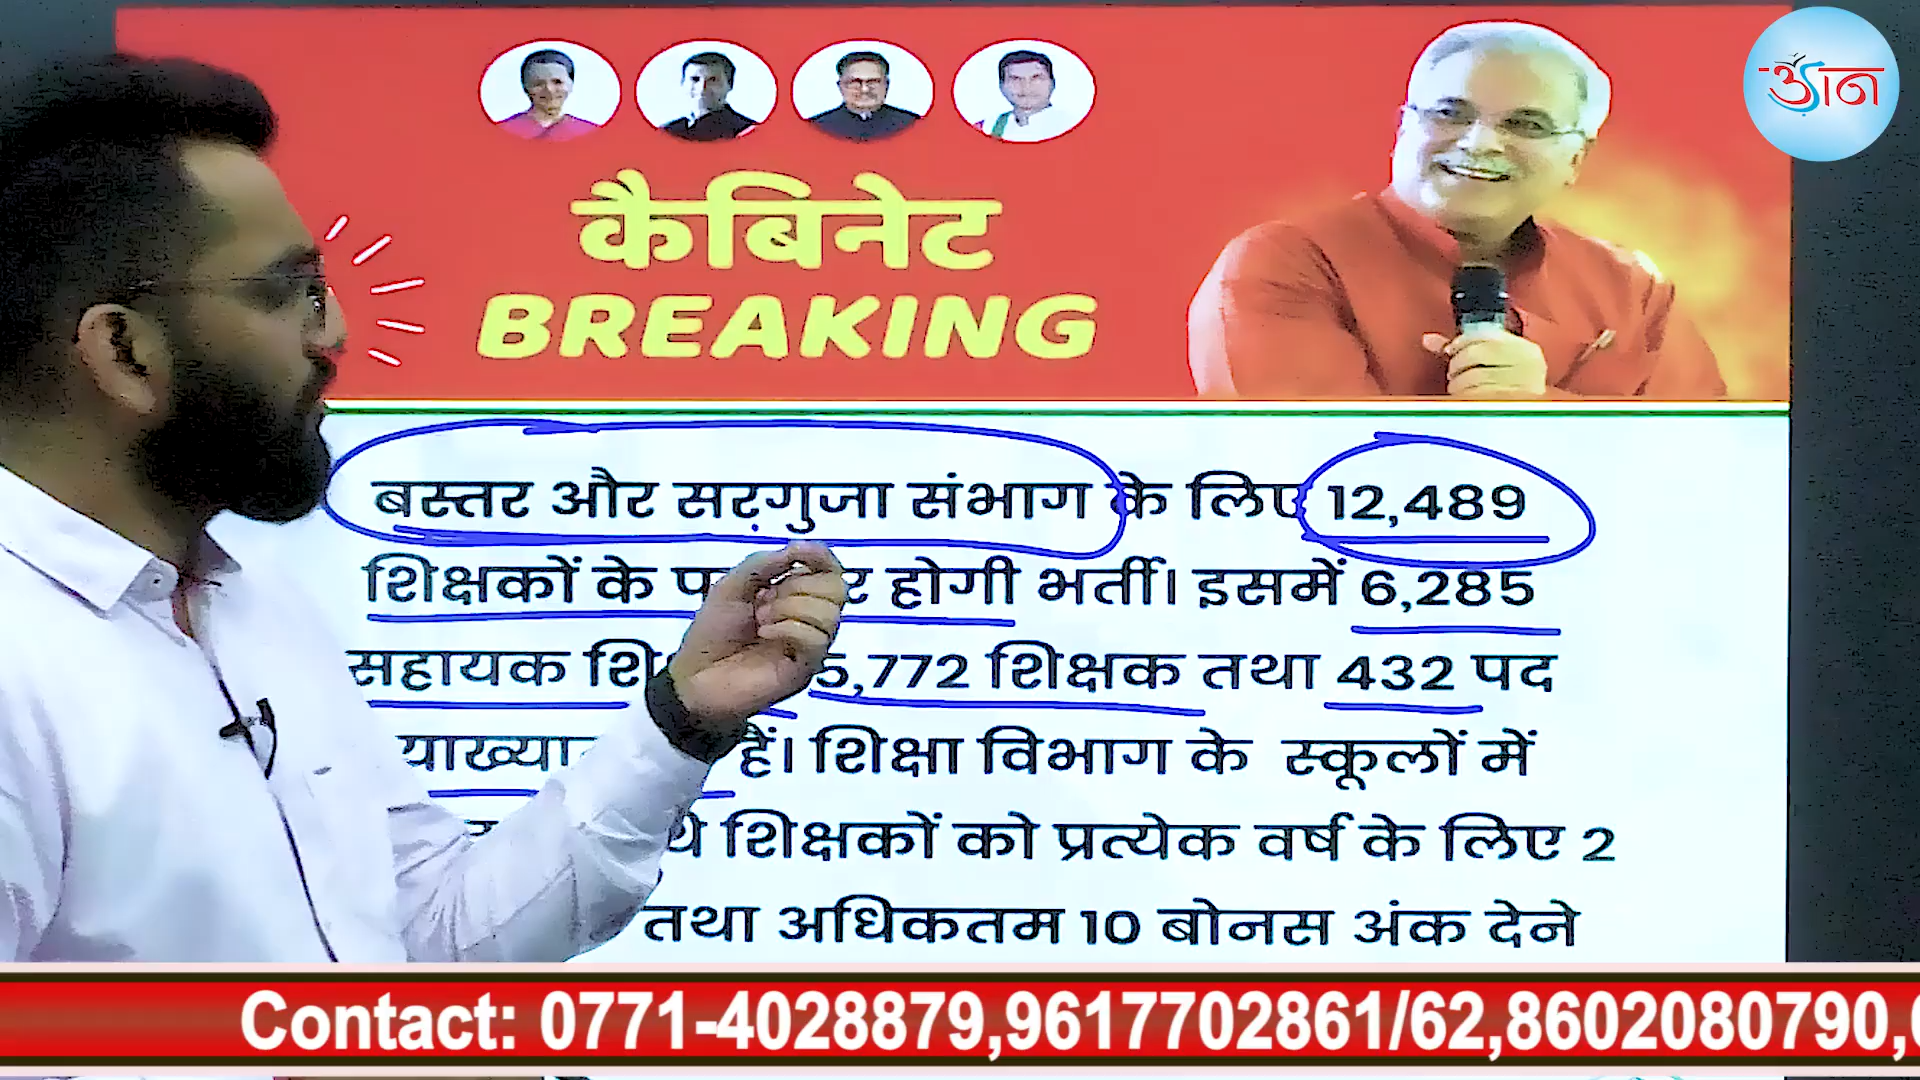 उड़ान
कैबिनेट
BREAKING
बस्तर और सरगुजा संभाग के लिए 12,489
शिक्षकों के होगी भर्ती। इसमें 6,285
सहायक 5,772 शिक्षक तथा 432 पद
हैं। शिक्षा विभाग के स्कूलों में
शिक्षकों को प्रत्येक वर्ष के लिए 2
तथा अधिकतम 10 बोनस अंक देने
Contact: 0771-4028879,9617702861/62,8602080790,